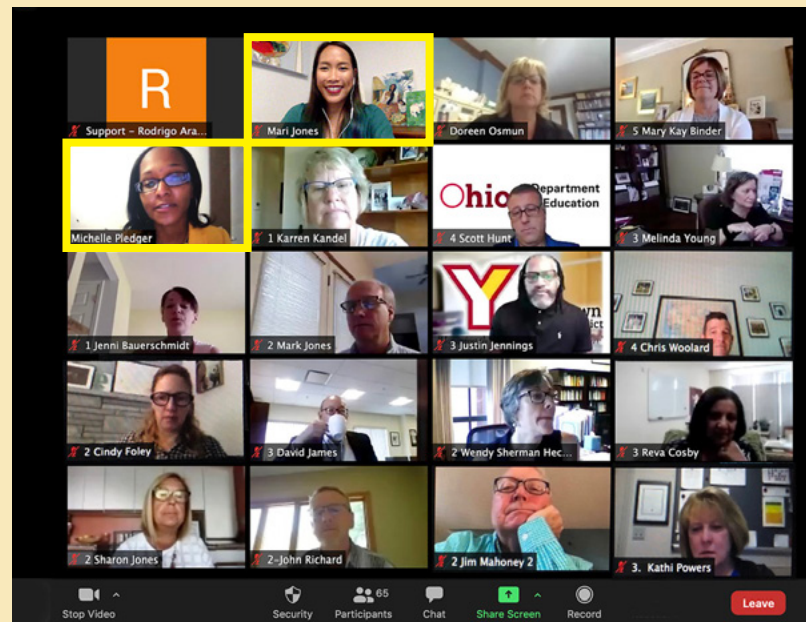 R
Support - Rodrigo Ara...
Mari Jones
Doreen Osmun
5 Mary Kay Binder
Michelle Pledger
1 Karren Kandel
Ohio Department
Education
4 Scott Hunt
3 Melinda Young
1 Jenni Bauerschmidt
2 Mark Jones
Y
wn
rict
3 Justin Jennings
4 Chris Woolard
2 Cindy Foley
3 David James
2 Wendy Sherman Hec...
3 Reva Cosby
2 Sharon Jones
2-John Richard
2 Jim Mahoney 2
3. Kathi Powers
Stop Video
Security
Participants
65
Chat
Share Screen
Record
Leave